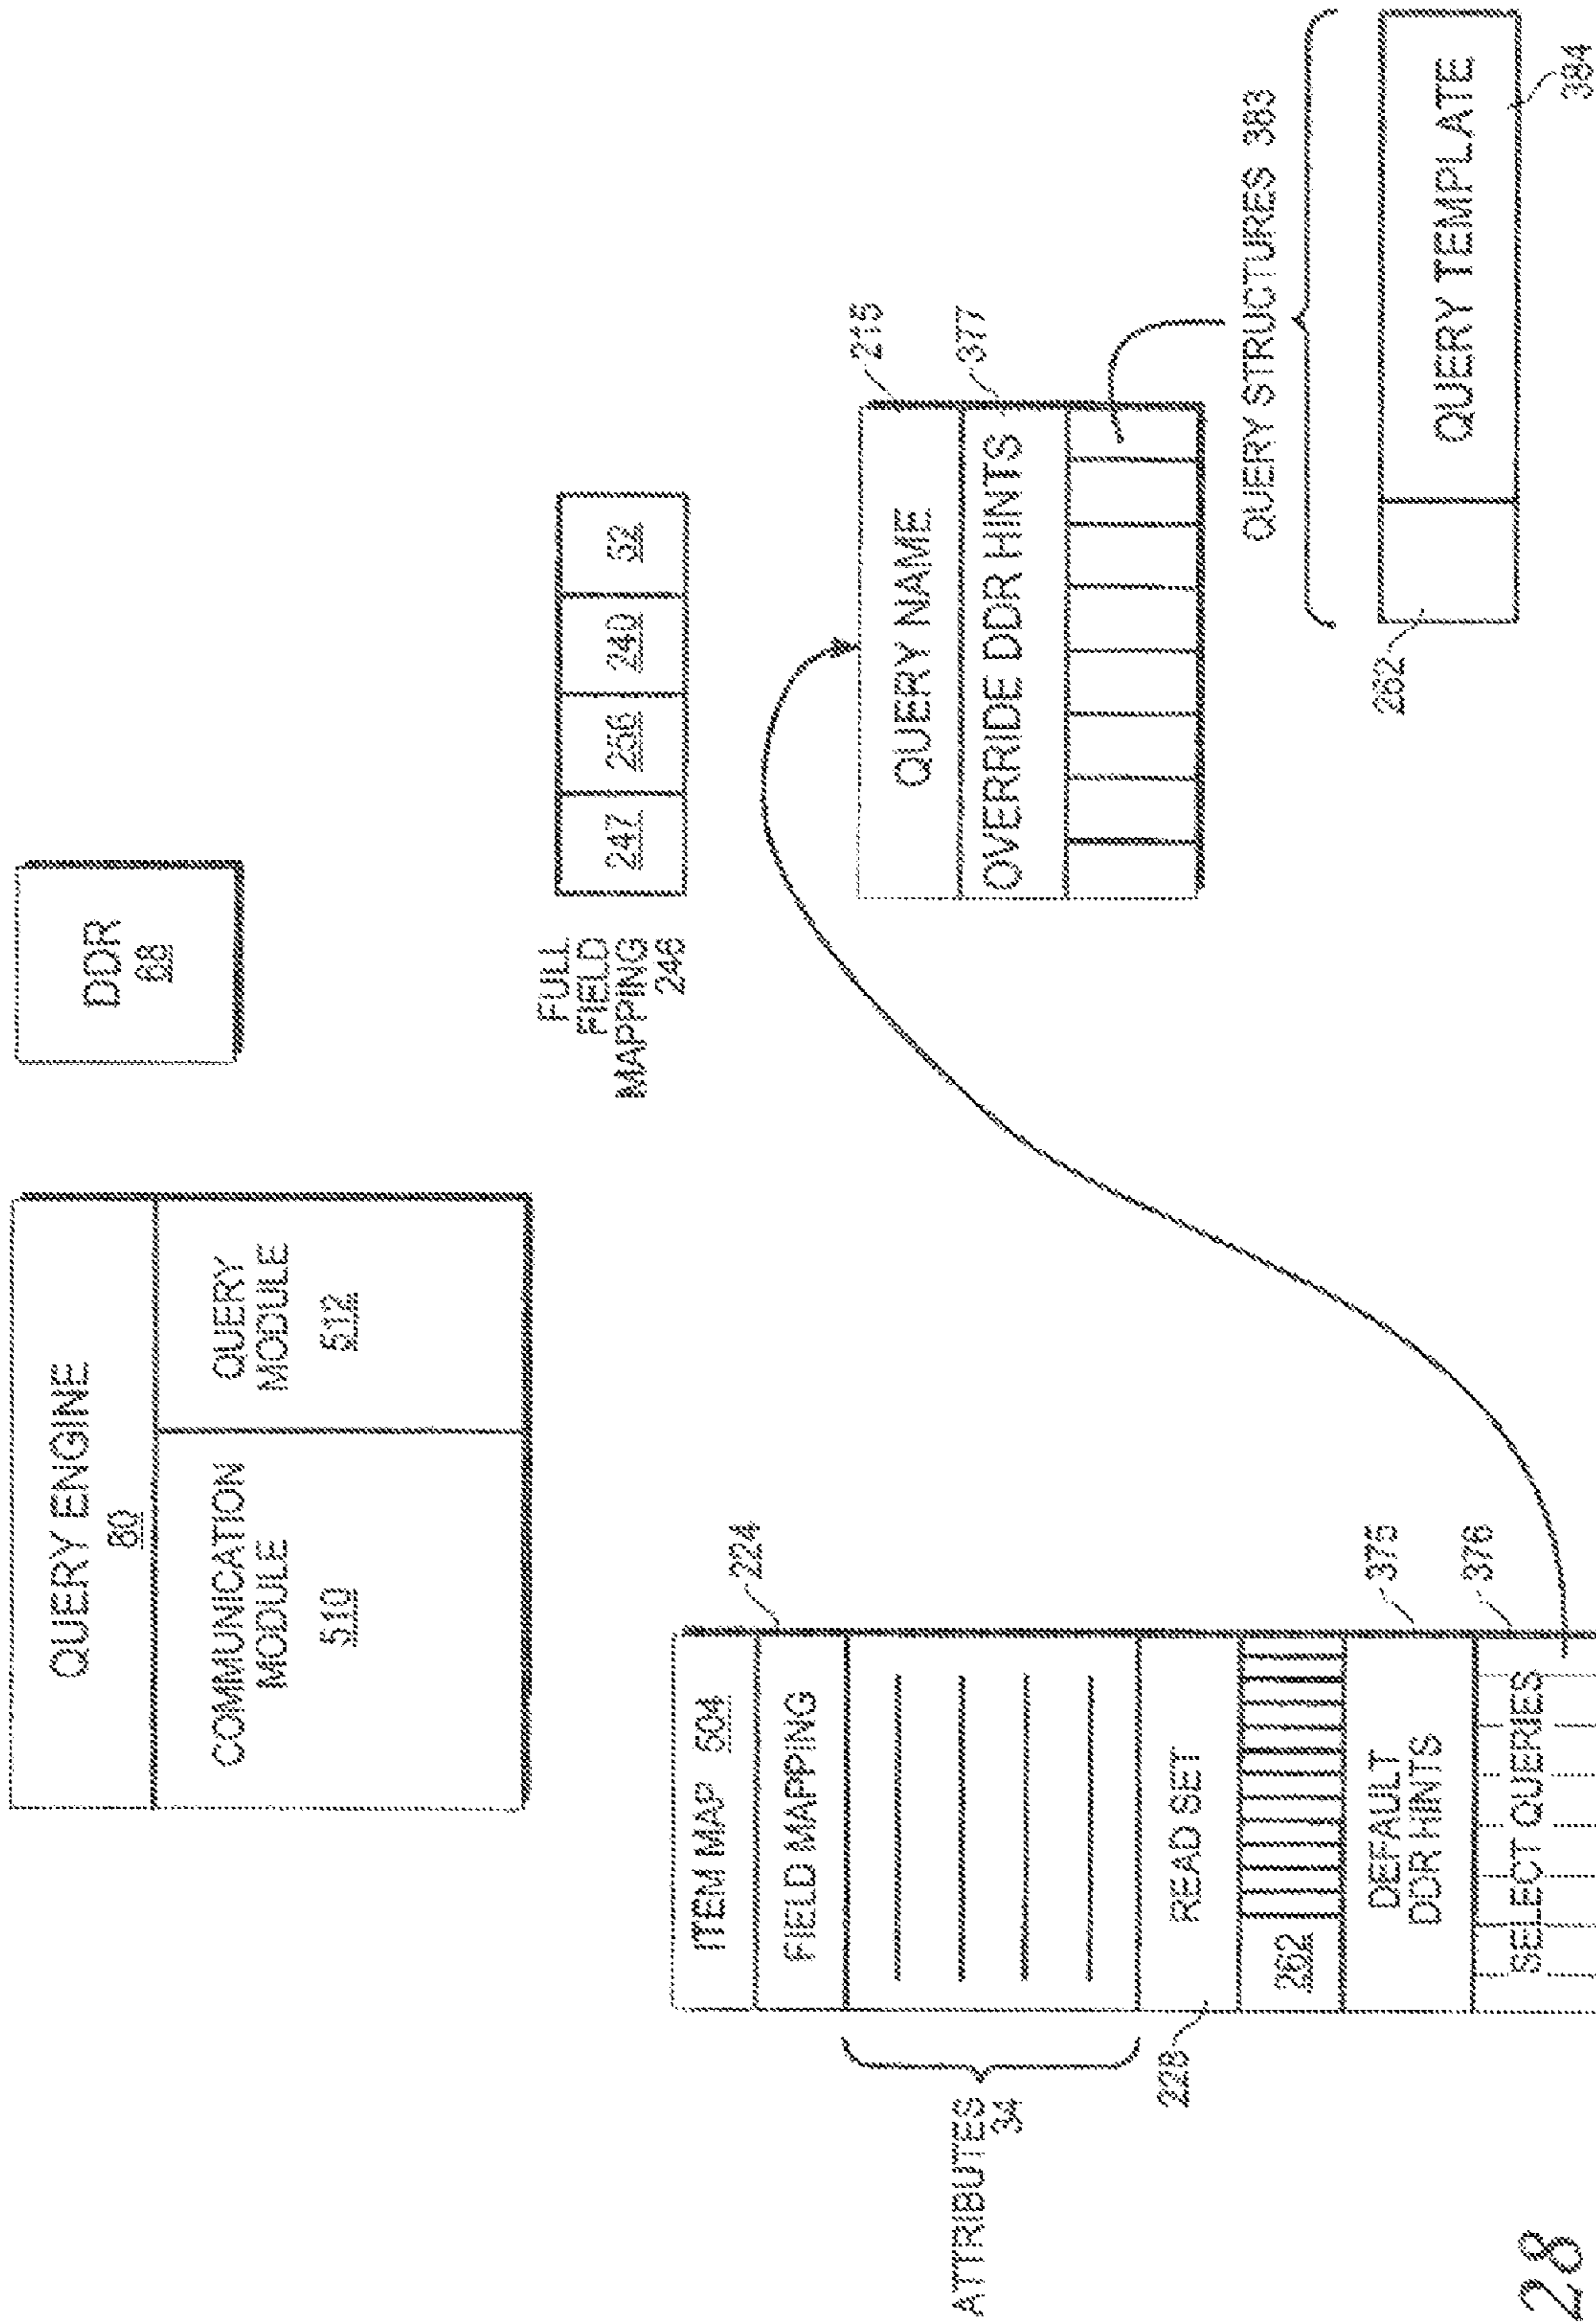 QUERY ENGINE
80
COMMUNICATION
MODULE
510
QUERY
MODULE
512
DDR
88
ITEM MAP 504
224
FIELD MAPPING
ATTRIBUTES
34
READ SET
228
262
DEFAULT
DDR HINTS
375
SELECT QUERIES
376
FULL
FIELD
MAPPING
246
247
256
240
52
QUERY NAME
215
OVERRIDE DDR HINTS
377
QUERY STRUCTURES 383
262
QUERY TEMPLATE
384
28